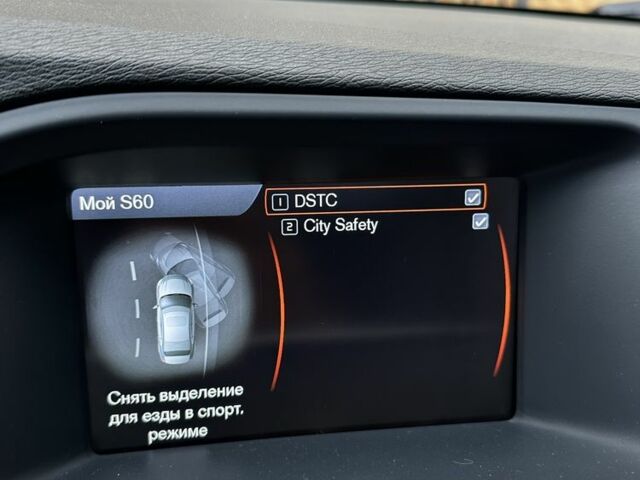 Мой S60
1 DSTC
2 City Safety
Снять выделение
для езды в спорт.
режиме